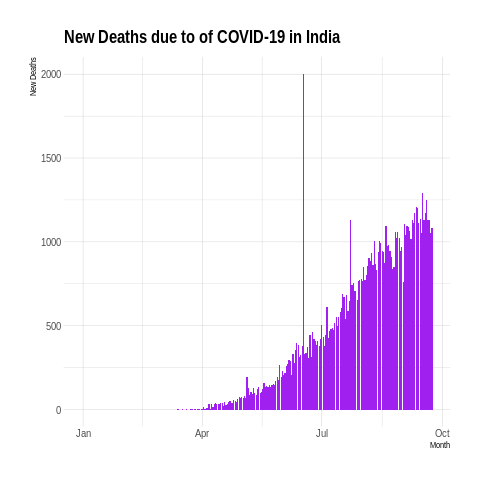 New Deaths due to of COVID-19 in India
New Deaths
2000
1500
1000
500
0
Jan Apr Jul Oct
Month